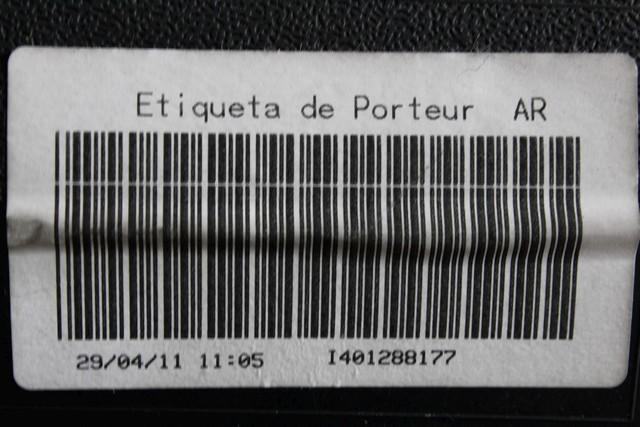 Etiqueta de Porteur AR
29/04/11 11:05 I401288177